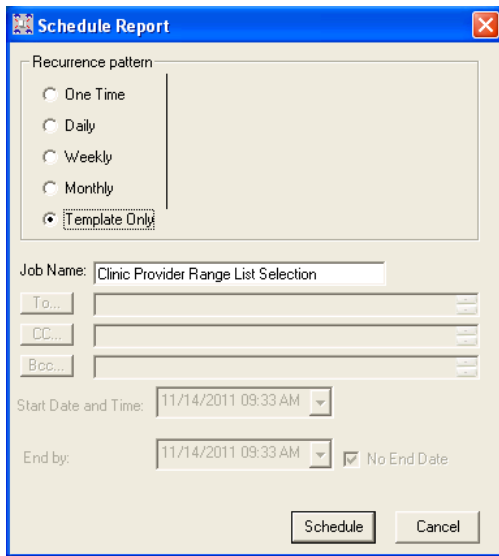 Schedule Report
Recurrence pattern
One Time
Daily
Weekly
Monthly
Template Only
Job Name: Clinic Provider Range List Selection
To...
CC...
Bcc...
Start Date and Time: 11/14/2011 09:33 AM
End by: 11/14/2011 09:33 AM No End Date
Schedule Cancel